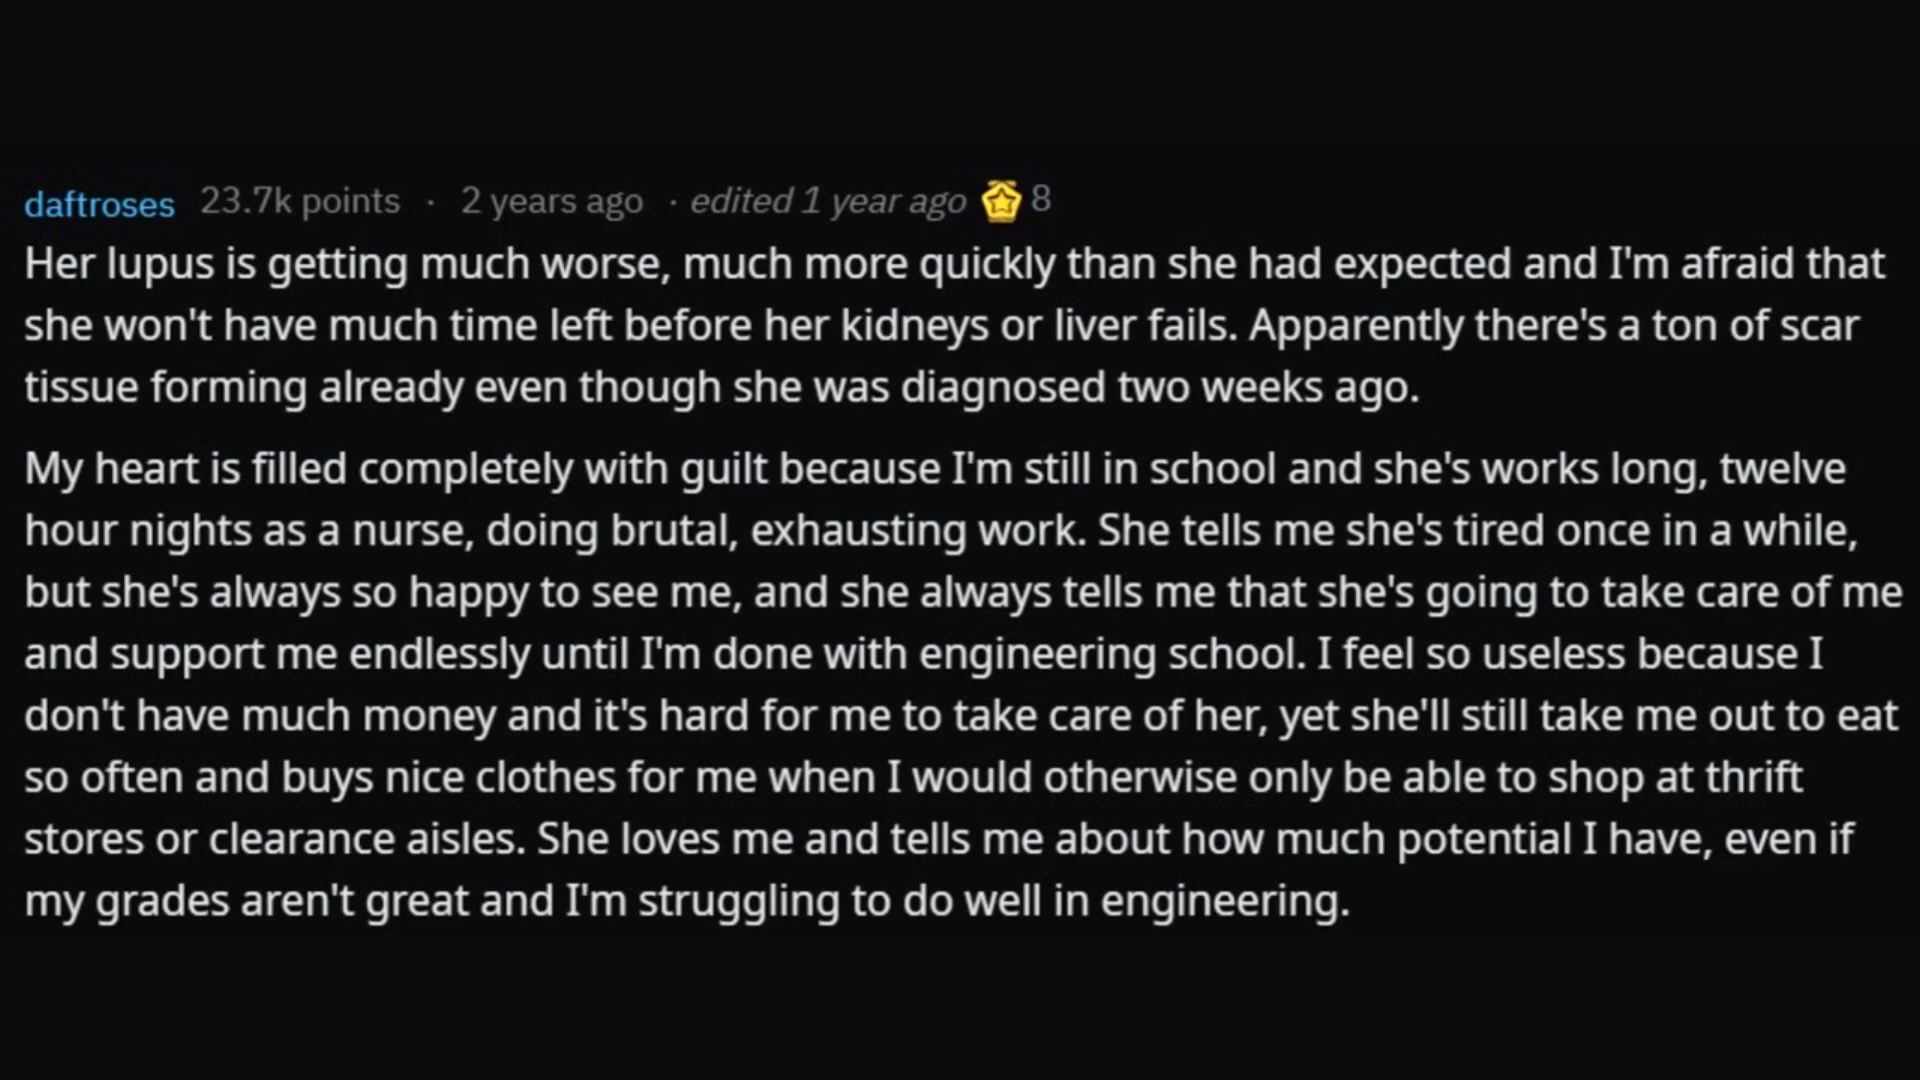 daftroses 23.7k points · 2 years ago · edited 1 year ago 8
Her lupus is getting much worse, much more quickly than she had expected and I'm afraid that
she won't have much time left before her kidneys or liver fails. Apparently there's a ton of scar
tissue forming already even though she was diagnosed two weeks ago.
My heart is filled completely with guilt because I'm still in school and she's works long, twelve
hour nights as a nurse, doing brutal, exhausting work. She tells me she's tired once in a while,
but she's always so happy to see me, and she always tells me that she's going to take care of me
and support me endlessly until I'm done with engineering school. I feel so useless because I
don't have much money and it's hard for me to take care of her, yet she'll still take me out to eat
so often and buys nice clothes for me when I would otherwise only be able to shop at thrift
stores or clearance aisles. She loves me and tells me about how much potential I have, even if
my grades aren't great and I'm struggling to do well in engineering.